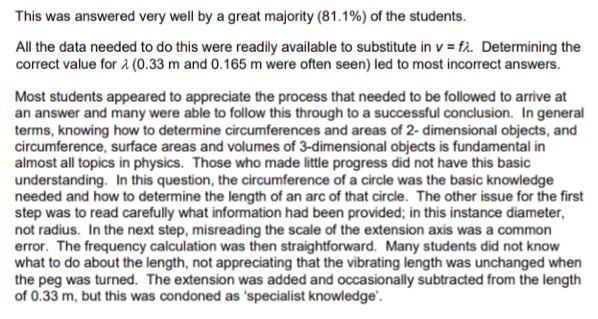 This was answered very well by a great majority (81.1%) of the students.
All the data needed to do this were readily available to substitute in v = fλ. Determining the
correct value for λ (0.33 m and 0.165 m were often seen) led to most incorrect answers.
Most students appeared to appreciate the process that needed to be followed to arrive at
an answer and many were able to follow this through to a successful conclusion. In general
terms, knowing how to determine circumferences and areas of 2- dimensional objects, and
circumference, surface areas and volumes of 3-dimensional objects is fundamental in
almost all topics in physics. Those who made little progress did not have this basic
understanding. In this question, the circumference of a circle was the basic knowledge
needed and how to determine the length of an arc of that circle. The other issue for the first
step was to read carefully what information had been provided; in this instance diameter,
not radius. In the next step, misreading the scale of the extension axis was a common
error. The frequency calculation was then straightforward. Many students did not know
what to do about the length, not appreciating that the vibrating length was unchanged when
the peg was turned. The extension was added and occasionally subtracted from the length
of 0.33 m, but this was condoned as 'specialist knowledge'.